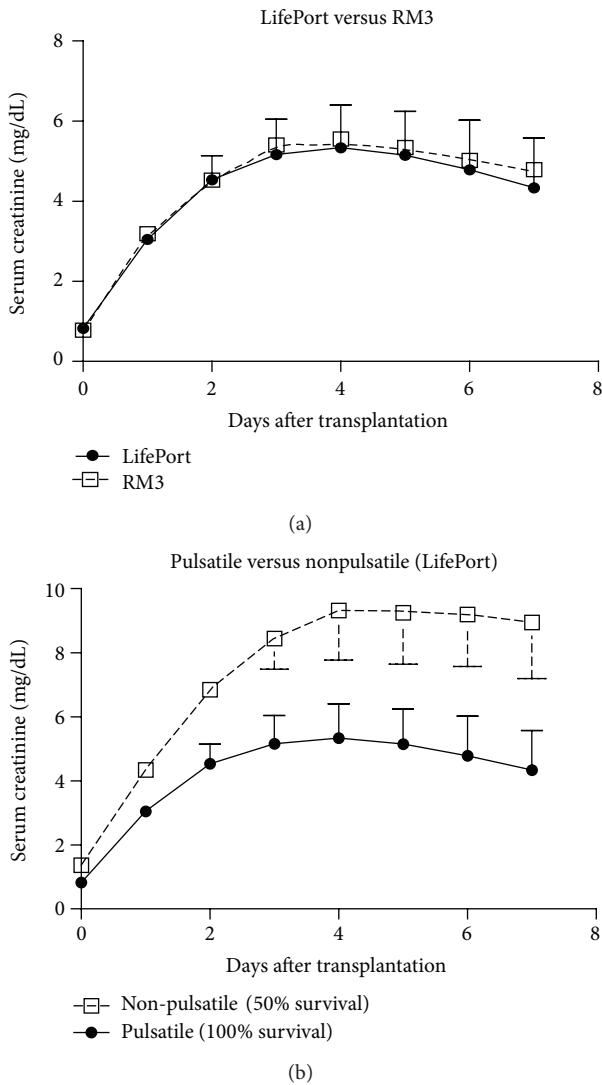 LifePort versus RM3
8
6
4
2
0
Serum creatinine (mg/dL)
0 2 4 6 8
Days after transplantation
LifePort
RM3
(a)
Pulsatile versus nonpulsatile (LifePort)
10
8
6
4
2
0
Serum creatinine (mg/dL)
0 2 4 6 8
Days after transplantation
Non-pulsatile (50% survival)
Pulsatile (100% survival)
(b)